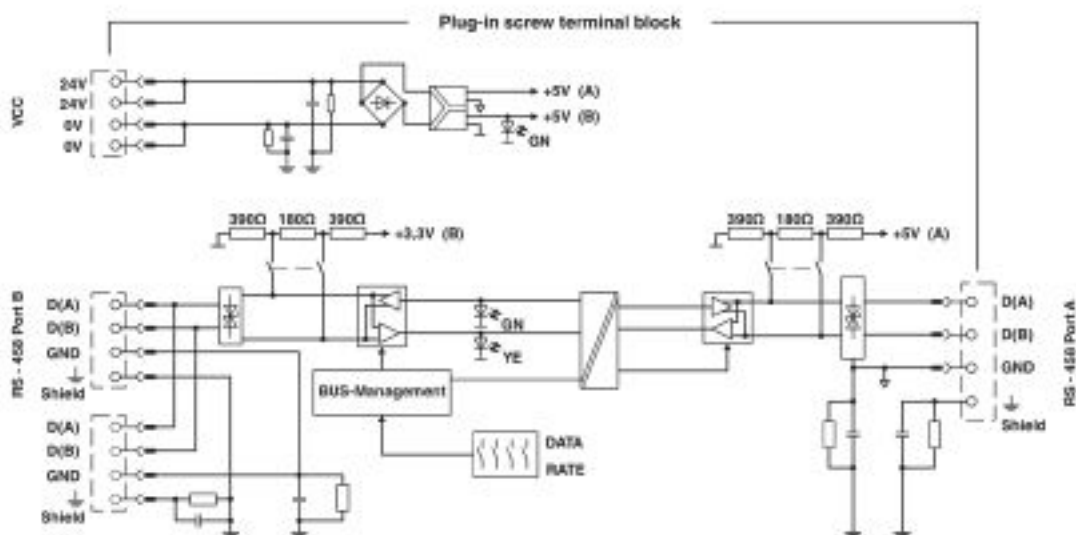 Plug-in screw terminal block
VCC
24V
24V
0V
0V
+5V (A)
+5V (B)
GN
390Ω 180Ω 390Ω
+3,3V (B)
390Ω 180Ω 390Ω
+5V (A)
RS - 458 Port B
D(A)
D(B)
GND
Shield
D(A)
D(B)
GND
Shield
GN
YE
BUS-Management
DATA
RATE
D(A)
D(B)
GND
Shield
RS - 458 Port A